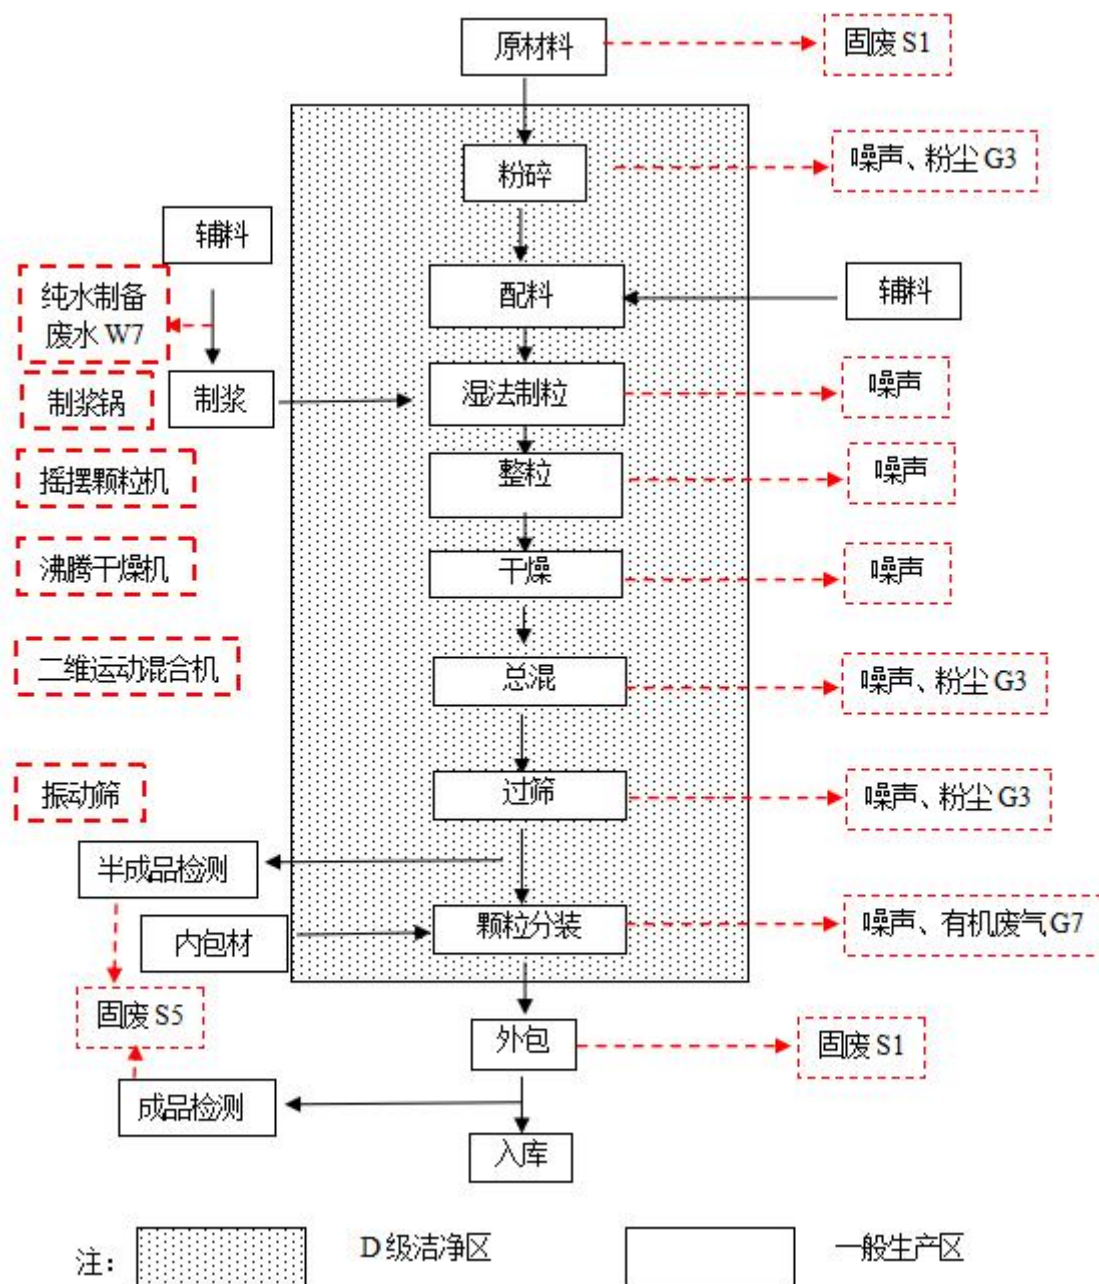 原材料
固废 S1
粉碎
噪声、粉尘 G3
辅料
纯水制备
废水 W7
配料
辅料
制浆锅
制浆
湿法制粒
噪声
摇摆颗粒机
整粒
噪声
沸腾干燥机
干燥
噪声
二维运动混合机
总混
噪声、粉尘 G3
振动筛
过筛
噪声、粉尘 G3
半成品检测
内包材
颗粒分装
噪声、有机废气 G7
固废 S5
外包
固废 S1
成品检测
入库
注：
D 级洁净区
一般生产区